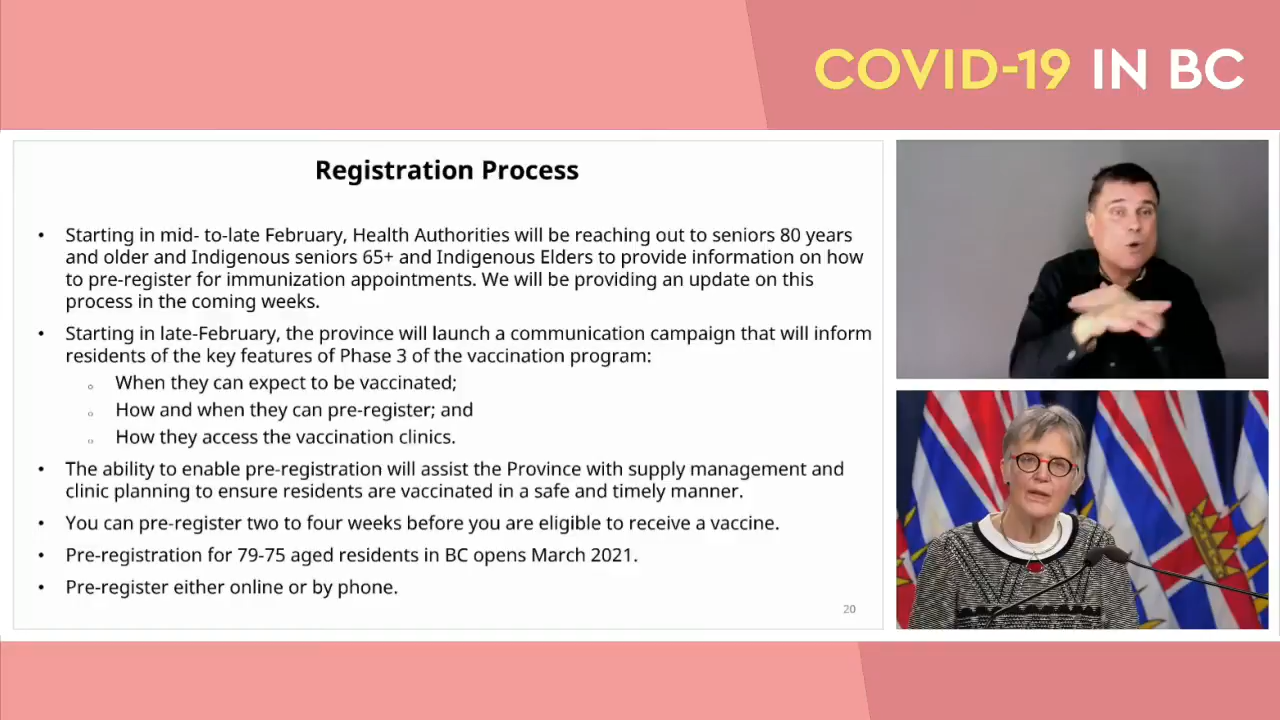 COVID-19 IN BC
Registration Process
• Starting in mid- to-late February, Health Authorities will be reaching out to seniors 80 years
and older and Indigenous seniors 65+ and Indigenous Elders to provide information on how
to pre-register for immunization appointments. We will be providing an update on this
process in the coming weeks.
• Starting in late-February, the province will launch a communication campaign that will inform
residents of the key features of Phase 3 of the vaccination program:
○ When they can expect to be vaccinated;
○ How and when they can pre-register; and
○ How they access the vaccination clinics.
• The ability to enable pre-registration will assist the Province with supply management and
clinic planning to ensure residents are vaccinated in a safe and timely manner.
• You can pre-register two to four weeks before you are eligible to receive a vaccine.
• Pre-registration for 79-75 aged residents in BC opens March 2021.
• Pre-register either online or by phone.
20